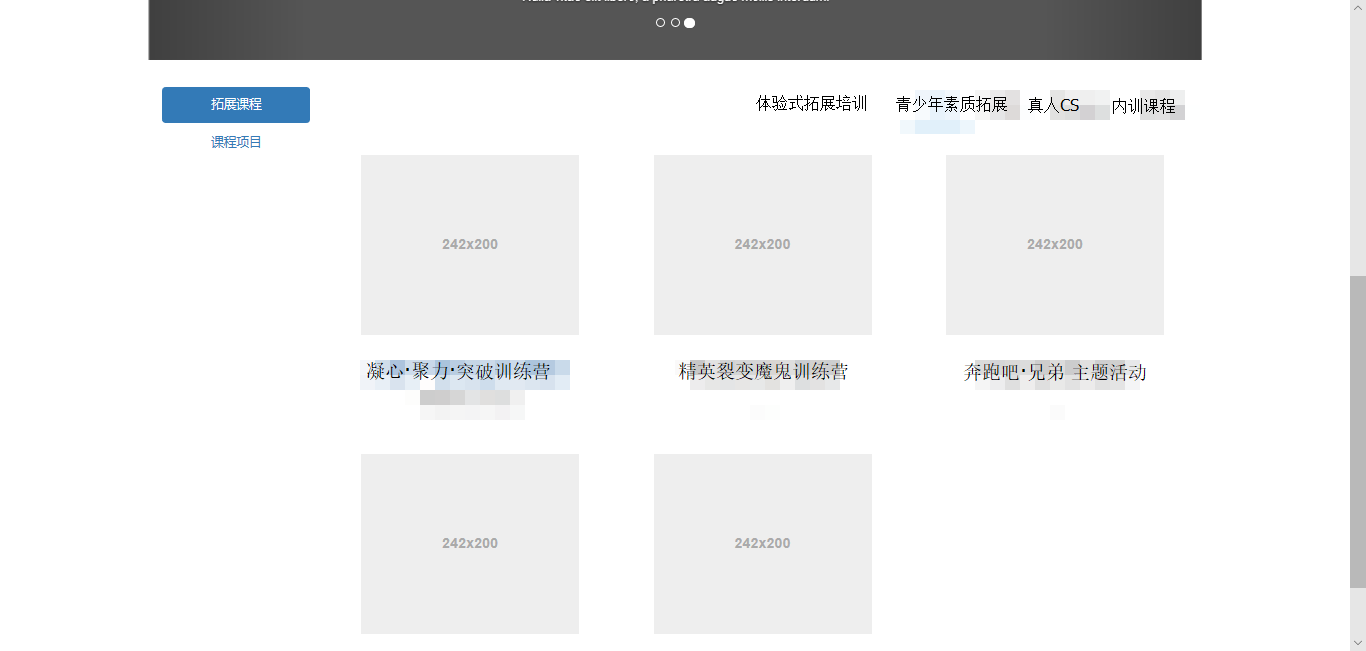 拓展课程
课程项目
体验式拓展培训 青少年素质拓展 真人CS 内训课程
242x200 242x200 242x200
凝心·聚力·突破训练营 精英裂变魔鬼训练营 奔跑吧·兄弟 主题活动
242x200 242x200